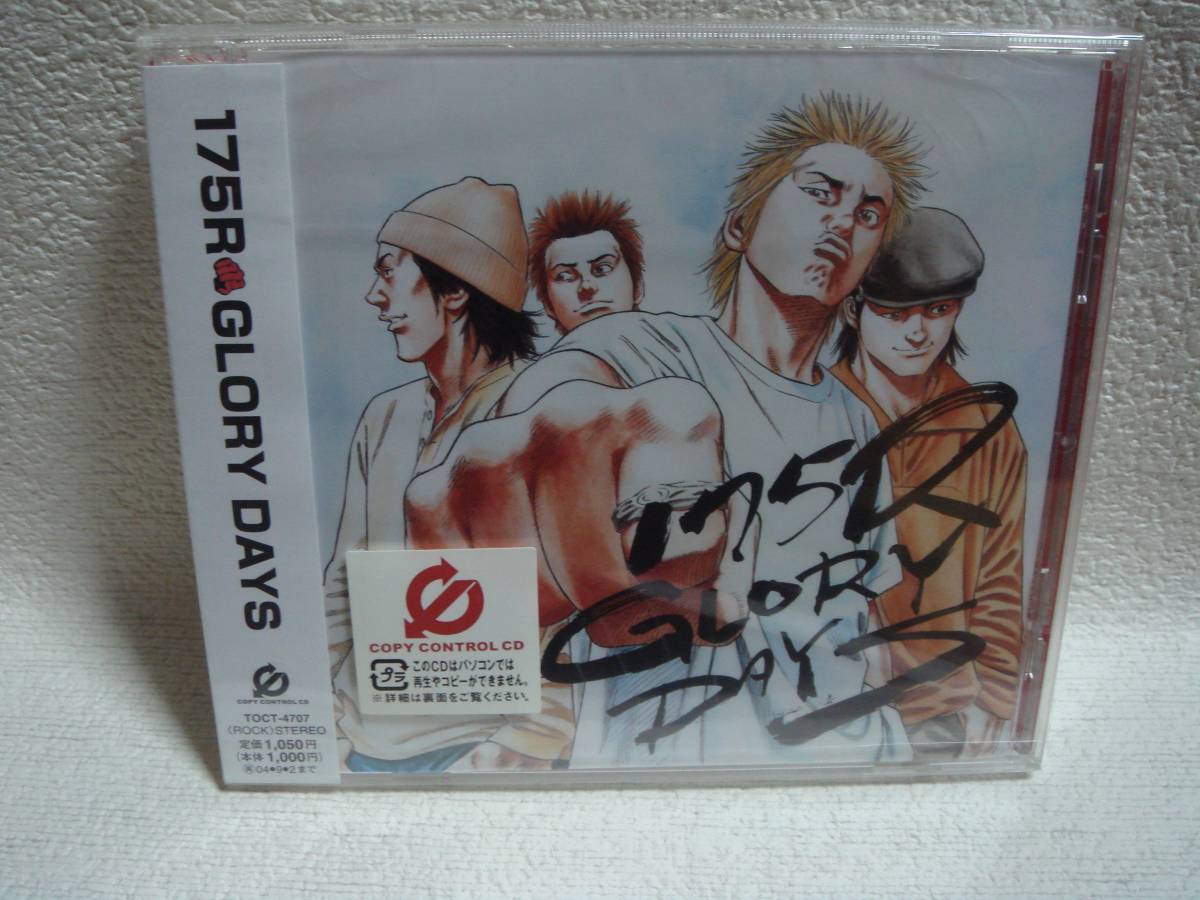 175R GLORY DAYS
COPY CONTROL CD
TOCT-4707
〈ROCK〉STEREO
定価1,050円
(本体 1,000円)
Ⓡ04•9•2まで
175R
GLORY
DAYS
COPY CONTROL CD
プラ
このCDはパソコンでは
再生やコピーができません。
※詳細は裏面をご覧ください。